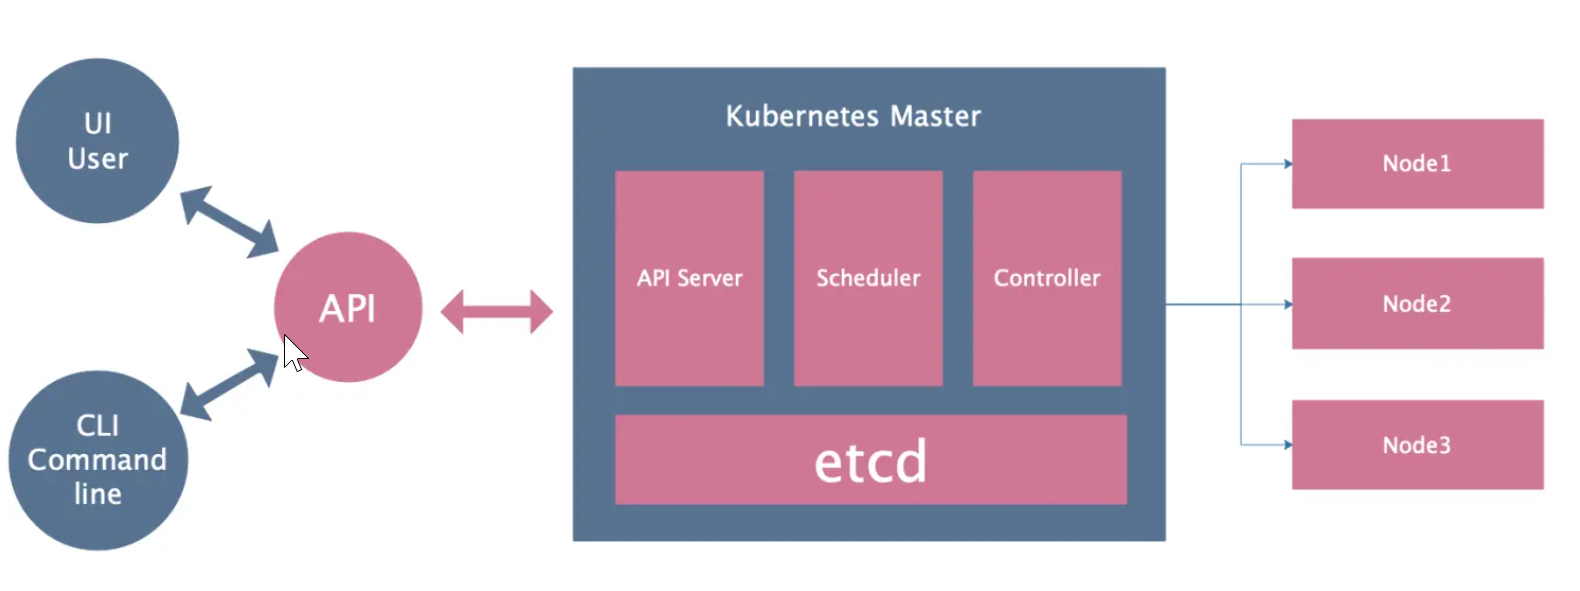 UI
User
API
CLI
Command
line
Kubernetes Master
API Server
Scheduler
Controller
etcd
Node1
Node2
Node3